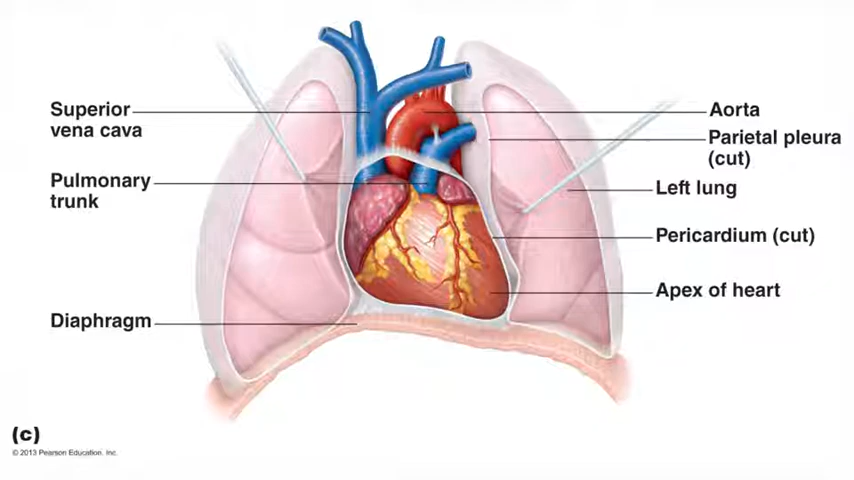 Superior
vena cava
Aorta
Parietal pleura
(cut)
Pulmonary
trunk
Left lung
Pericardium (cut)
Apex of heart
Diaphragm
(c)
© 2013 Pearson Education, Inc.